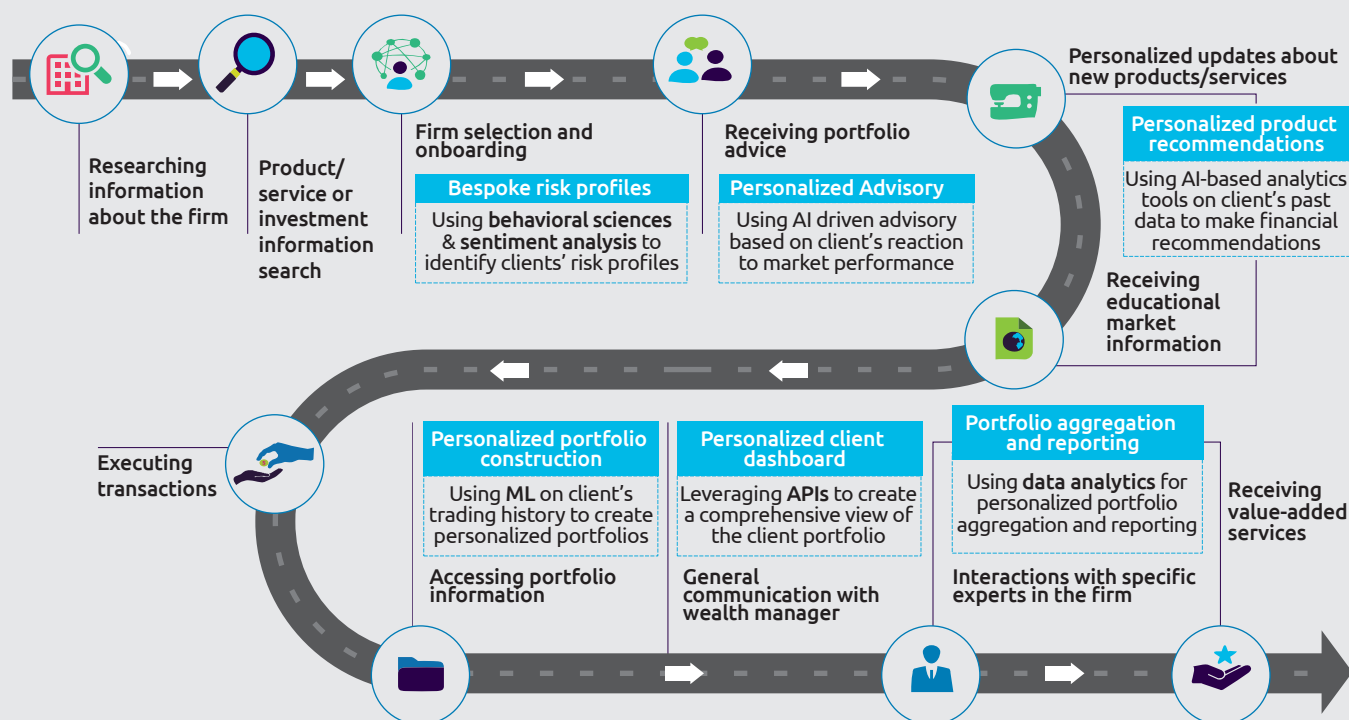 Researching
information
about the firm
Product/
service or
investment
information
search
Firm selection and
onboarding
Bespoke risk profiles
Using behavioral sciences
& sentiment analysis to
identify clients' risk profiles
Receiving portfolio
advice
Personalized Advisory
Using AI driven advisory
based on client's reaction
to market performance
Personalized updates about
new products/services
Personalized product
recommendations
Using AI-based analytics
tools on client's past
data to make financial
recommendations
Receiving
educational
market
information
Executing
transactions
Personalized portfolio
construction
Using ML on client's
trading history to create
personalized portfolios
Accessing portfolio
information
Personalized client
dashboard
Leveraging APIs to create
a comprehensive view of
the client portfolio
General
communication with
wealth manager
Portfolio aggregation
and reporting
Using data analytics for
personalized portfolio
aggregation and reporting
Interactions with specific
experts in the firm
Receiving
value-added
services